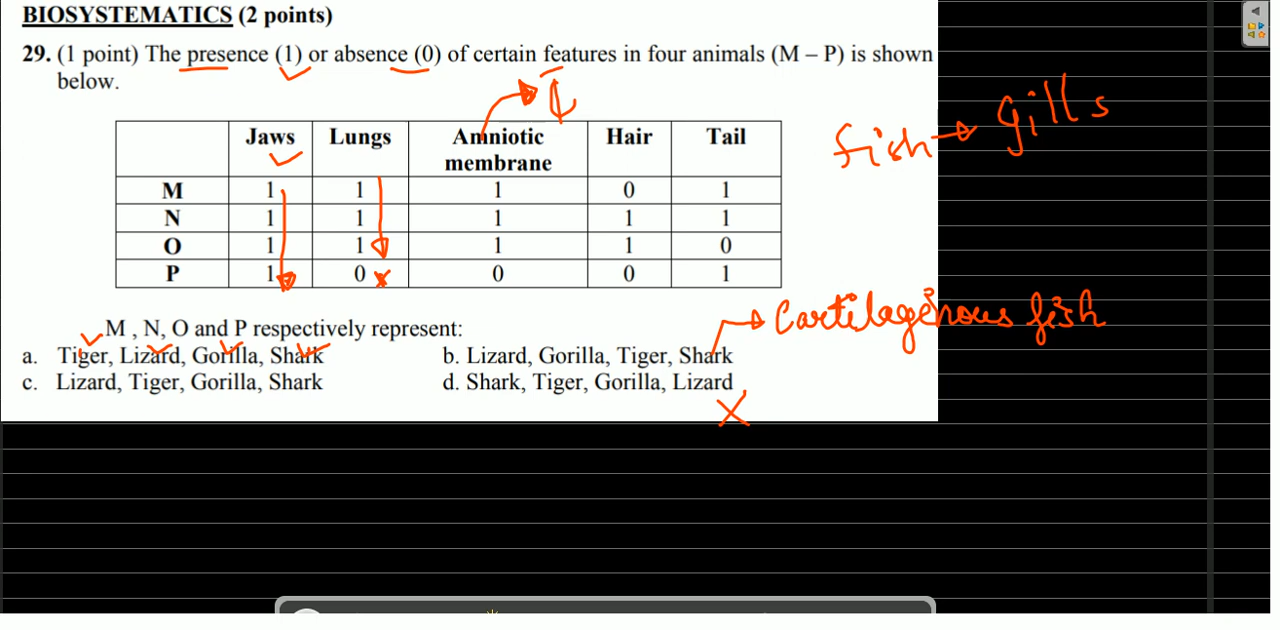 BIOSYSTEMATICS (2 points)
29. (1 point) The presence (1) or absence (0) of certain features in four animals (M – P) is shown
below.
fish → gills
Jaws Lungs Amniotic membrane Hair Tail
M 1 1 1 0 1
N 1 1 1 1 1
O 1 1 1 1 0
P 1 0 0 0 1
Cartilagenous fish
M , N, O and P respectively represent:
a. Tiger, Lizard, Gorilla, Shark b. Lizard, Gorilla, Tiger, Shark
c. Lizard, Tiger, Gorilla, Shark d. Shark, Tiger, Gorilla, Lizard